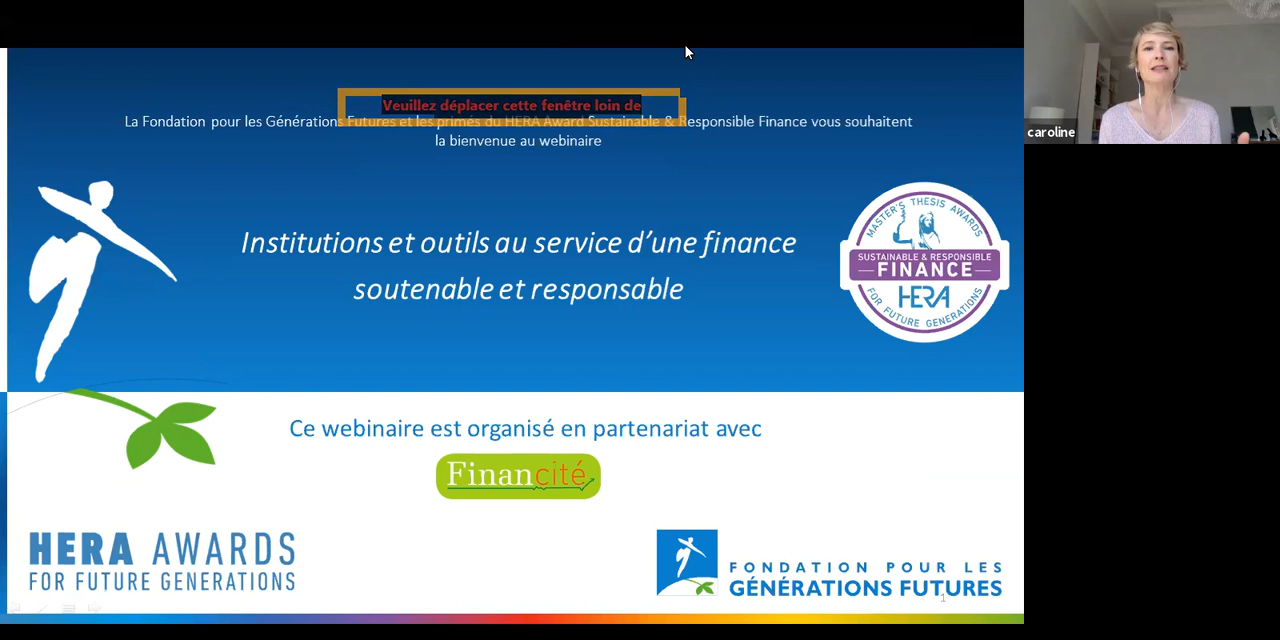 Veuillez déplacer cette fenêtre loin de
La Fondation pour les Générations Futures et les primés du HERA Award Sustainable & Responsible Finance vous souhaitent
la bienvenue au webinaire
caroline
Institutions et outils au service d’une finance
soutenable et responsable
MASTER'S THESIS AWARDS
SUSTAINABLE & RESPONSIBLE
FINANCE
HERA
FOR FUTURE GENERATIONS
Ce webinaire est organisé en partenariat avec
Financité
HERA AWARDS
FOR FUTURE GENERATIONS
FONDATION POUR LES
GÉNÉRATIONS FUTURES
1